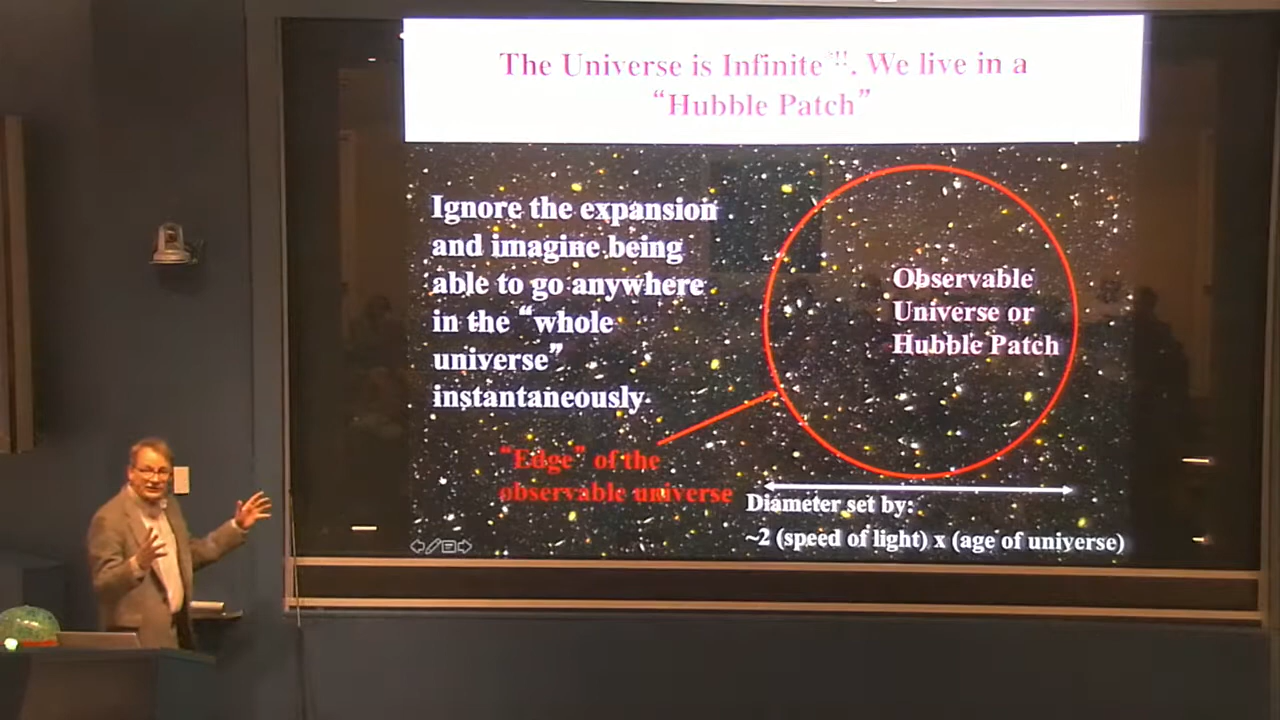 The Universe is Infinite !!. We live in a
“Hubble Patch”
Ignore the expansion
and imagine being
able to go anywhere
in the “whole
universe”
instantaneously.
Observable
Universe or
Hubble Patch
“Edge” of the
observable universe
Diameter set by:
~2 (speed of light) x (age of universe)